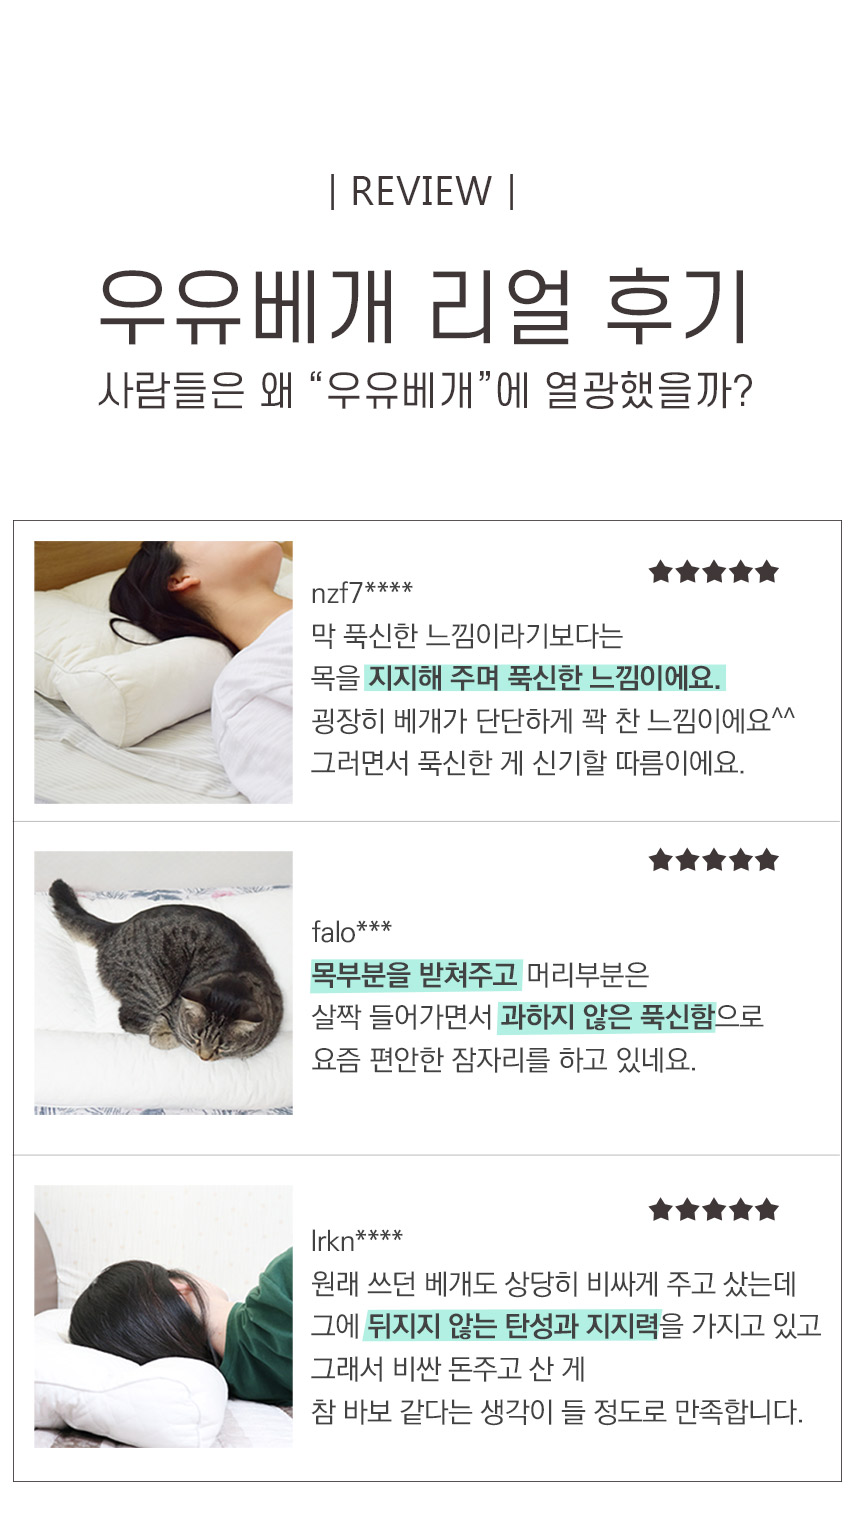 | REVIEW |
우유베개 리얼 후기
사람들은 왜 “우유베개”에 열광했을까?
★★★★★
nzf7****
막 푹신한 느낌이라기보다는
목을 지지해 주며 푹신한 느낌이에요.
굉장히 베개가 단단하게 꽉 찬 느낌이에요^^
그러면서 푹신한 게 신기할 따름이에요.
★★★★★
falo***
목부분을 받쳐주고 머리부분은
살짝 들어가면서 과하지 않은 푹신함으로
요즘 편안한 잠자리를 하고 있네요.
★★★★★
lrkn****
원래 쓰던 베개도 상당히 비싸게 주고 샀는데
그에 뒤지지 않는 탄성과 지지력을 가지고 있고
그래서 비싼 돈주고 산 게
참 바보 같다는 생각이 들 정도로 만족합니다.